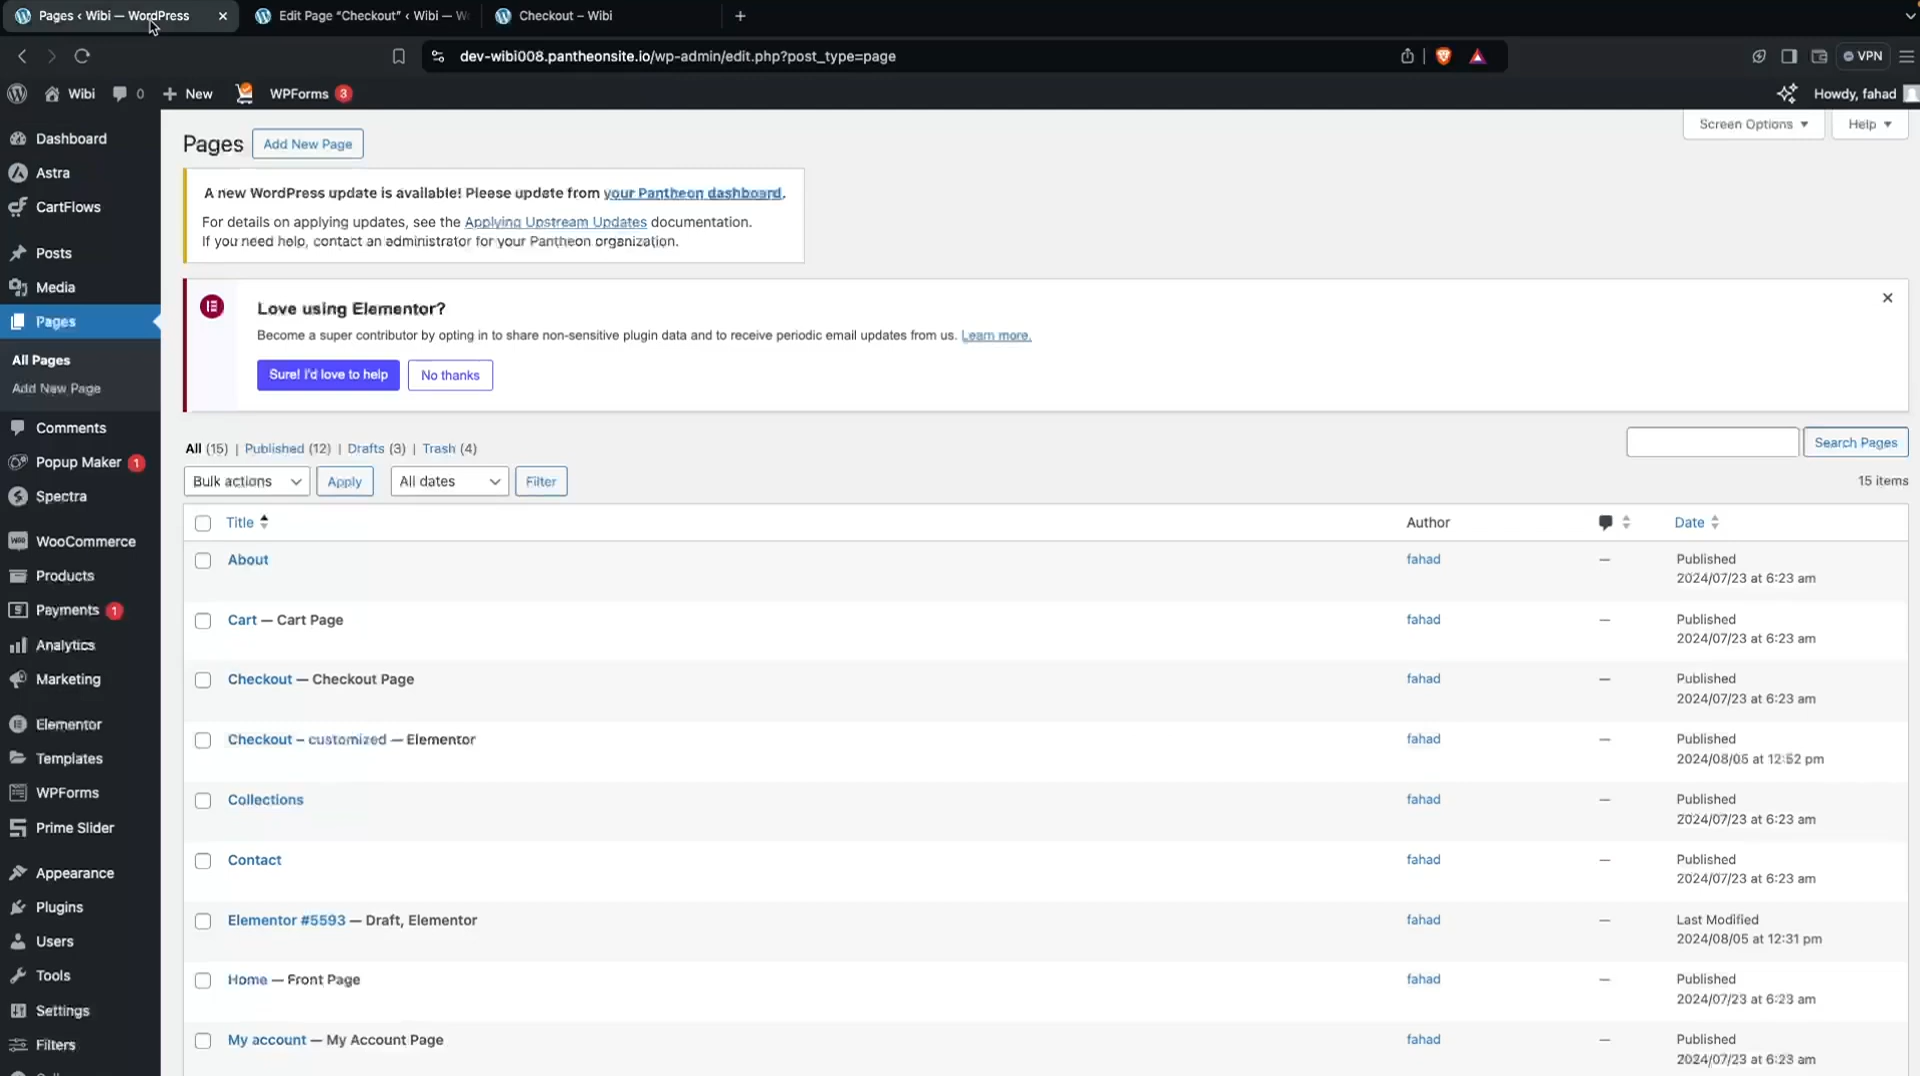 Pages ‹ Wibi — WordPress
Edit Page “Checkout” ‹ Wibi — W
Checkout – Wibi
dev-wibi008.pantheonsite.io/wp-admin/edit.php?post_type=page
VPN
Wibi
0
New
WPForms 3
Howdy, fahad
Dashboard
Astra
CartFlows
Posts
Media
Pages
All Pages
Add New Page
Comments
Popup Maker 1
Spectra
WooCommerce
Products
Payments 1
Analytics
Marketing
Elementor
Templates
WPForms
Prime Slider
Appearance
Plugins
Users
Tools
Settings
Filters
Pages
Add New Page
Screen Options
Help
A new WordPress update is available! Please update from your Pantheon dashboard.
For details on applying updates, see the Applying Upstream Updates documentation.
If you need help, contact an administrator for your Pantheon organization.
Love using Elementor?
Become a super contributor by opting in to share non-sensitive plugin data and to receive periodic email updates from us. Learn more.
Sure! I'd love to help
No thanks
All (15) | Published (12) | Drafts (3) | Trash (4)
Search Pages
Bulk actions
Apply
All dates
Filter
15 items
Title
Author
Date
About
fahad
—
Published
2024/07/23 at 6:23 am
Cart — Cart Page
fahad
—
Published
2024/07/23 at 6:23 am
Checkout — Checkout Page
fahad
—
Published
2024/07/23 at 6:23 am
Checkout – customized — Elementor
fahad
—
Published
2024/08/05 at 12:52 pm
Collections
fahad
—
Published
2024/07/23 at 6:23 am
Contact
fahad
—
Published
2024/07/23 at 6:23 am
Elementor #5593 — Draft, Elementor
fahad
—
Last Modified
2024/08/05 at 12:31 pm
Home — Front Page
fahad
—
Published
2024/07/23 at 6:23 am
My account — My Account Page
fahad
—
Published
2024/07/23 at 6:23 am